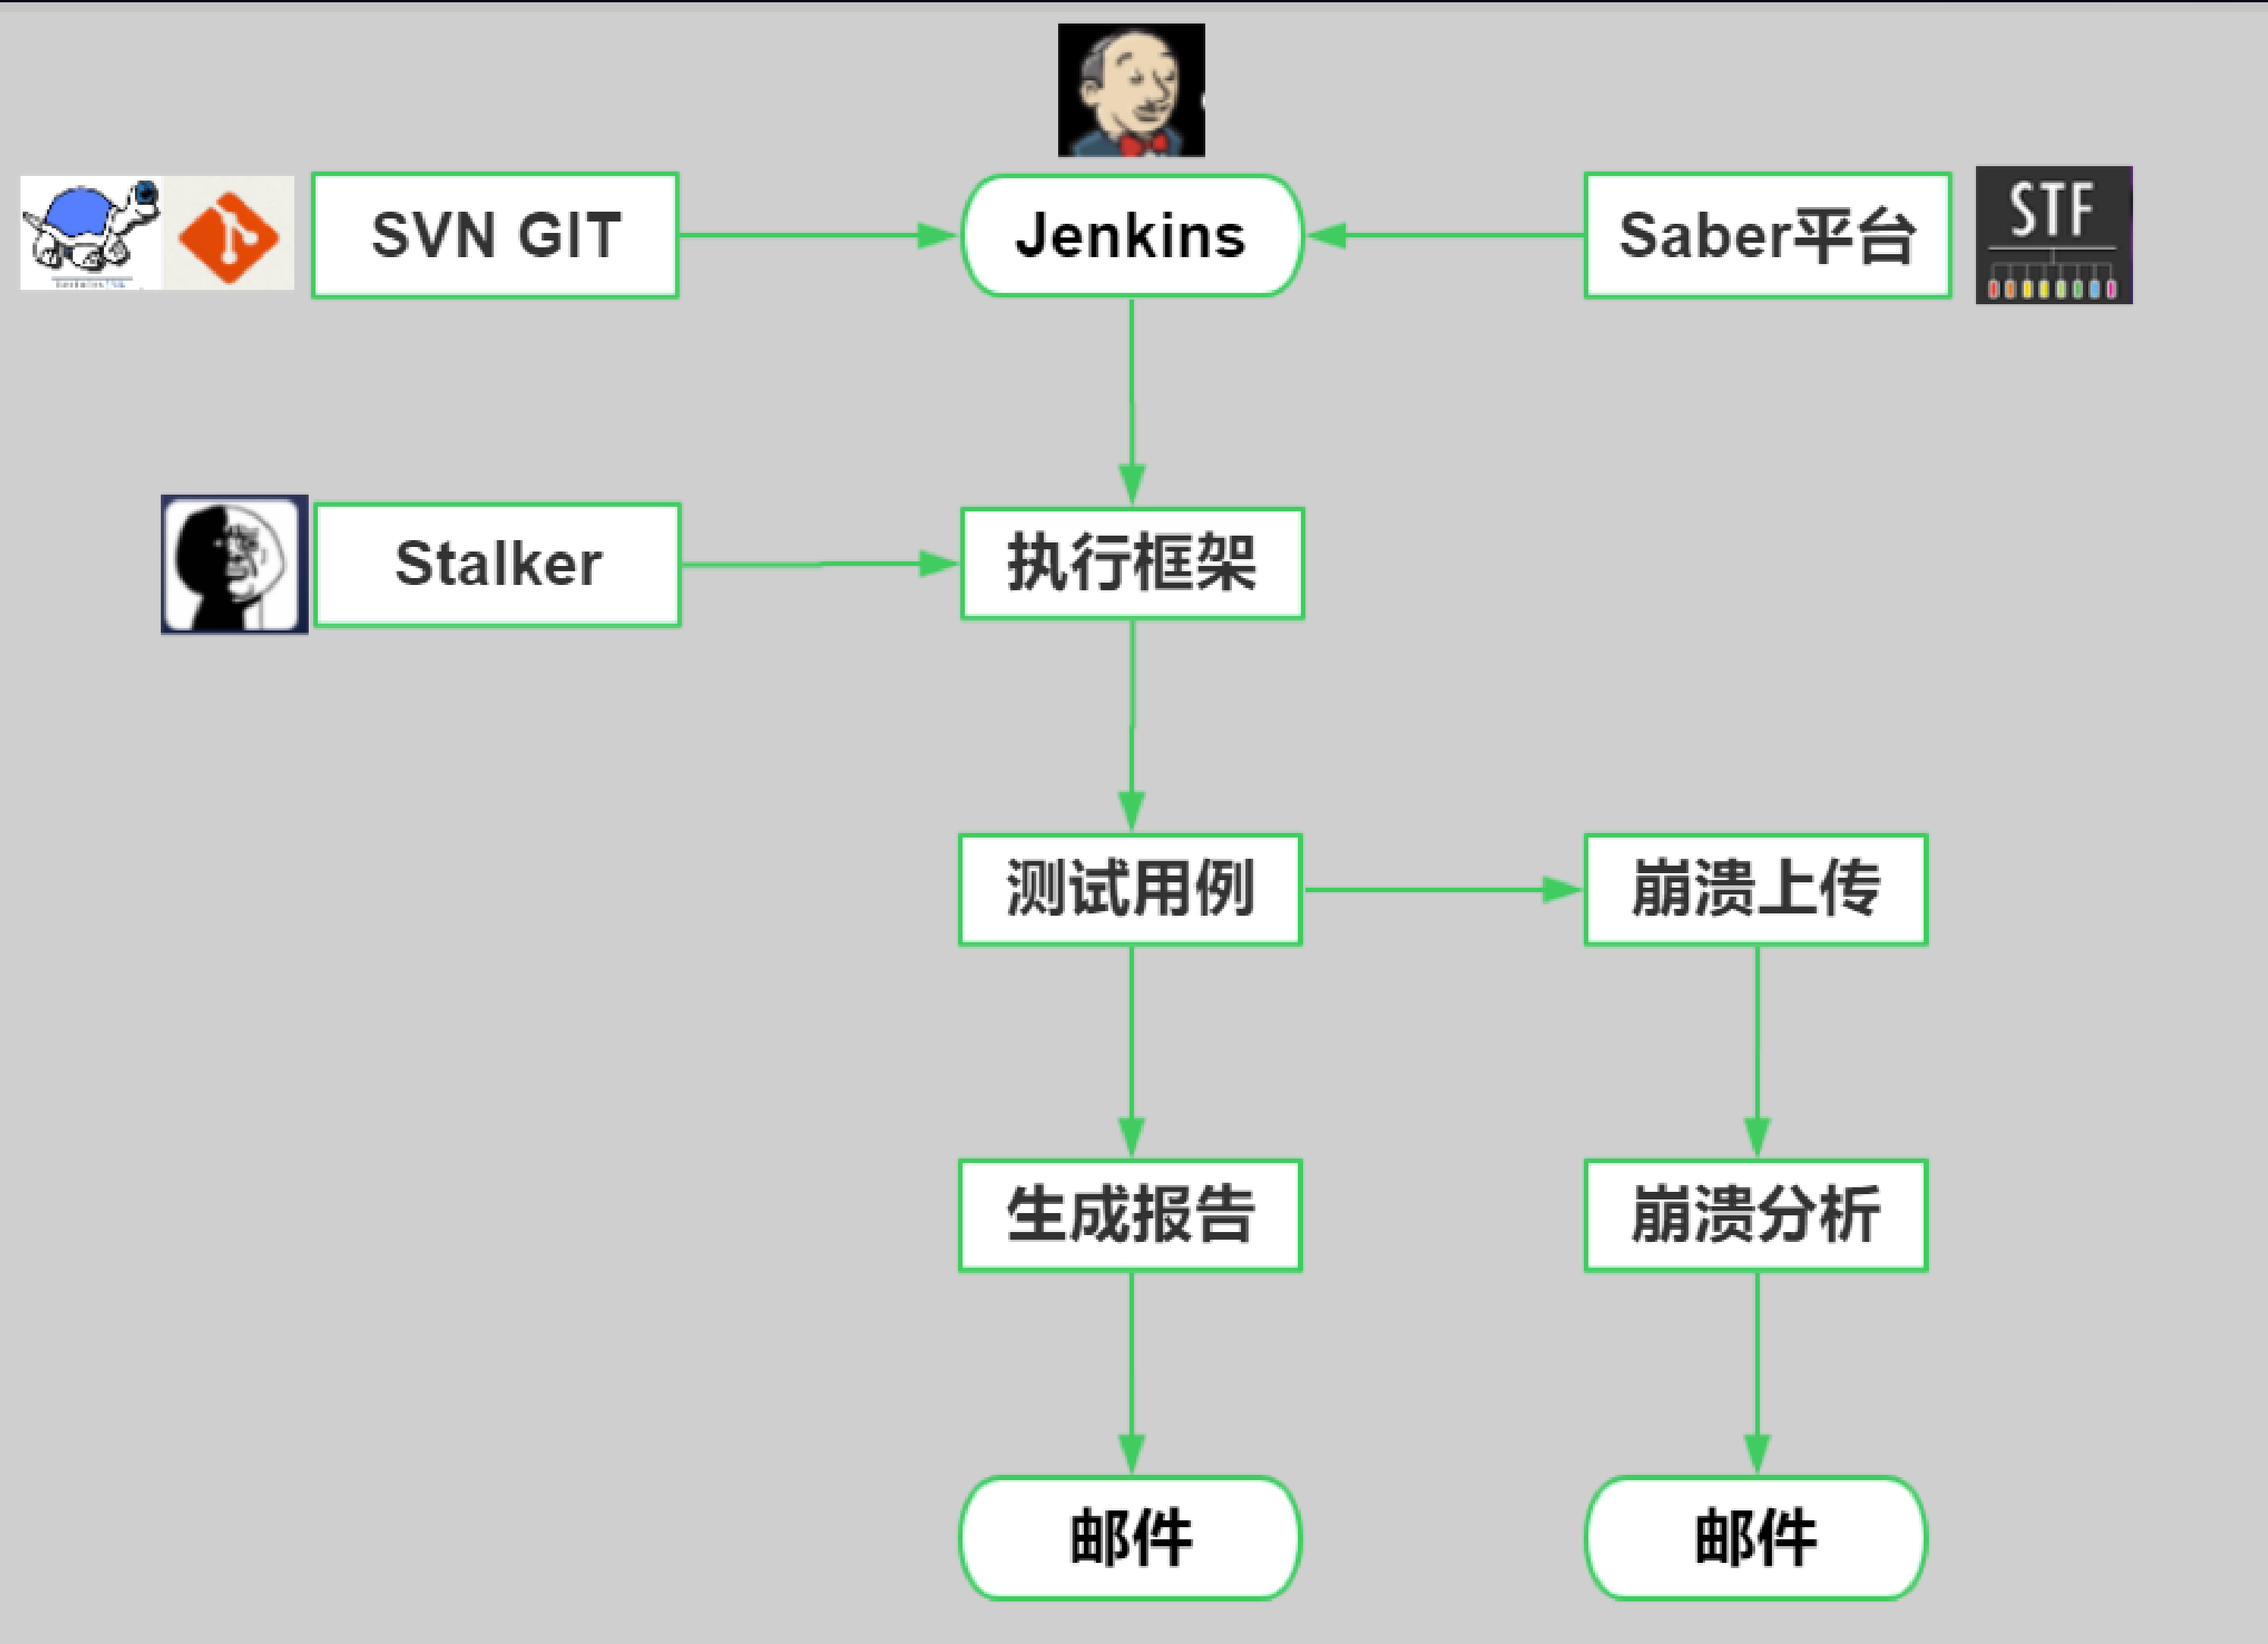 SVN GIT
Jenkins
Saber平台
STF
Stalker
执行框架
测试用例
崩溃上传
生成报告
崩溃分析
邮件
邮件